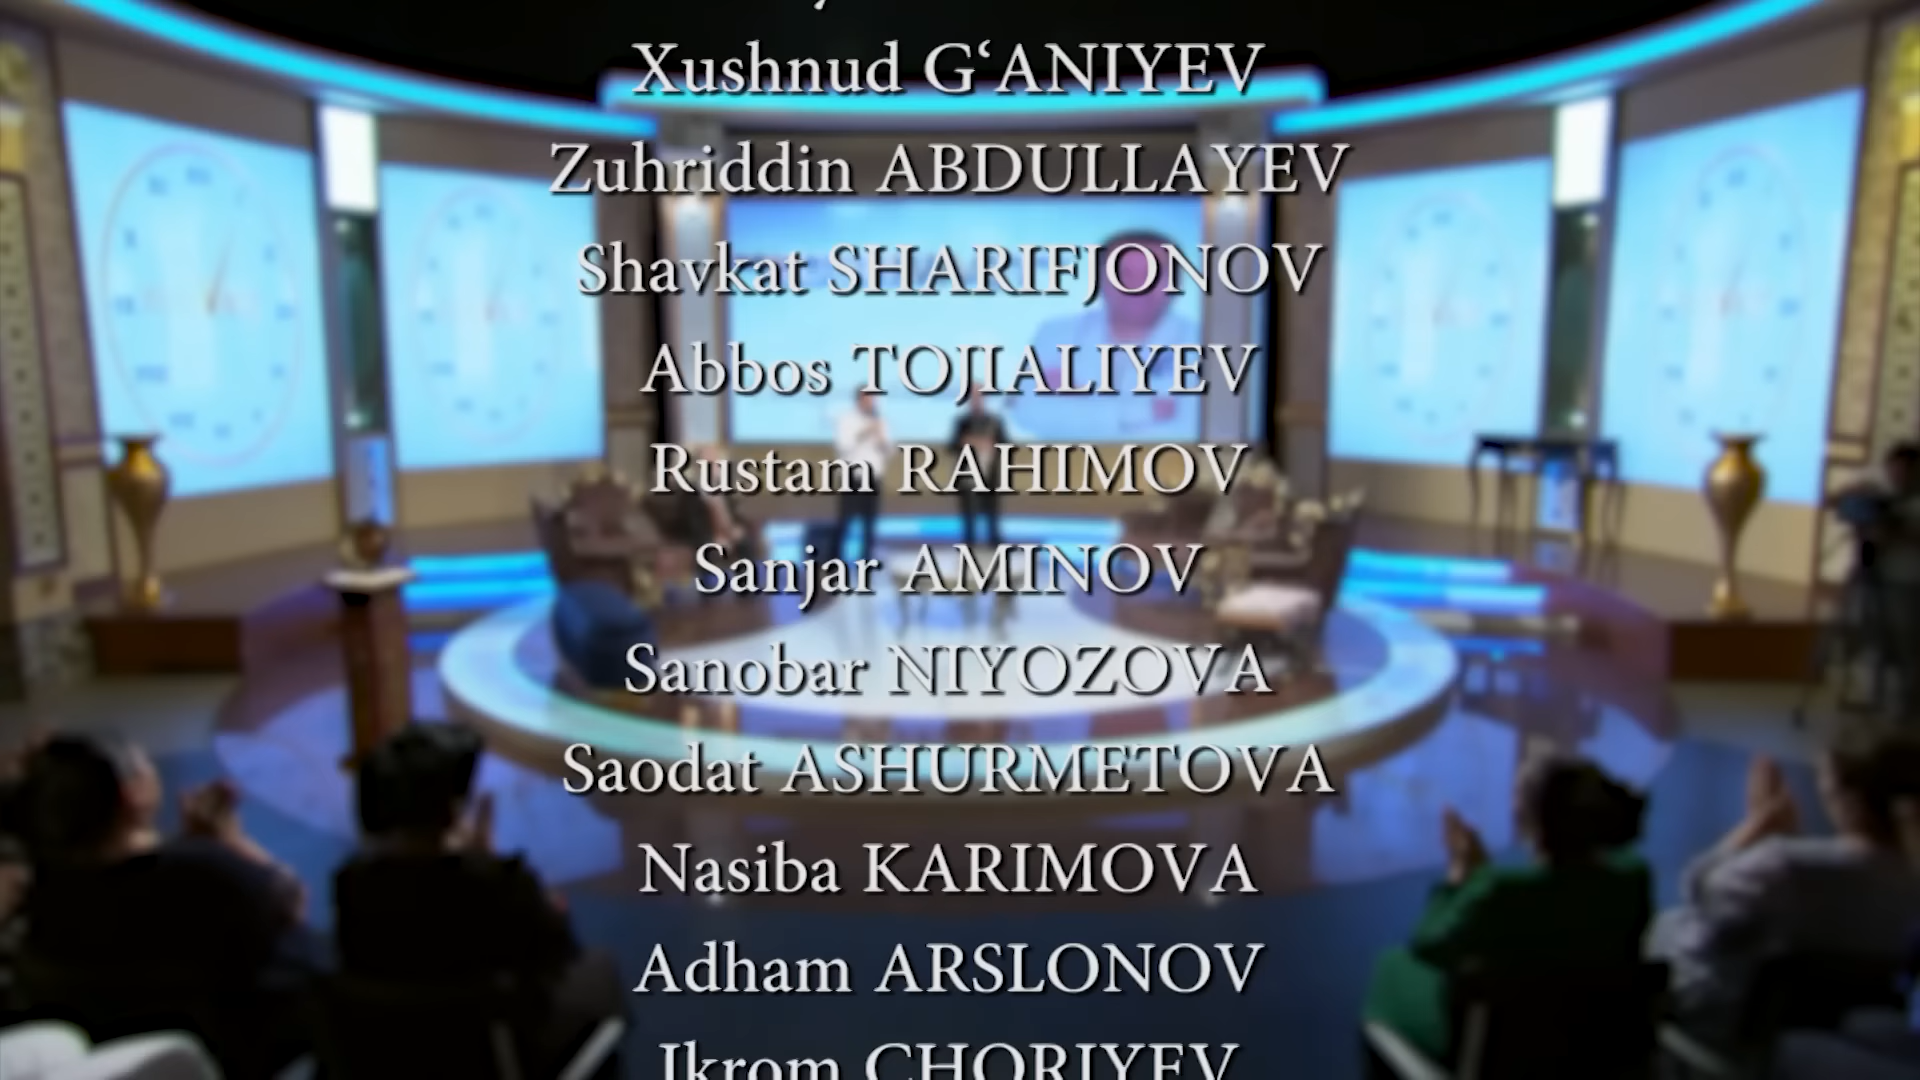 Xushnud G‘ANIYEV
Zuhriddin ABDULLAYEV
Shavkat SHARIFJONOV
Abbos TOJIALIYEV
Rustam RAHIMOV
Sanjar AMINOV
Sanobar NIYOZOVA
Saodat ASHURMETOVA
Nasiba KARIMOVA
Adham ARSLONOV
Ikrom CHORIYEV